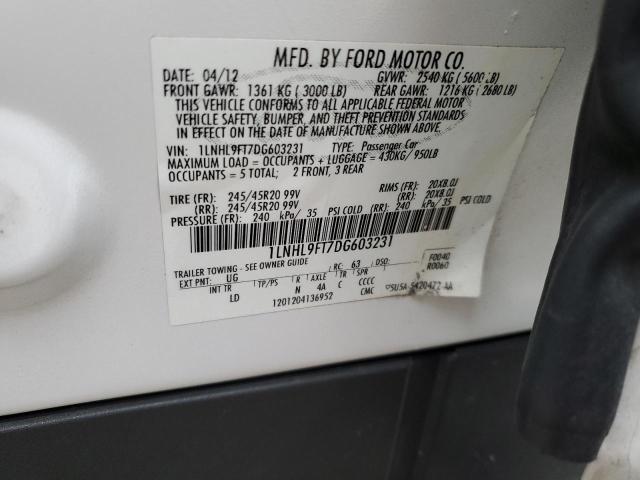 MFD. BY FORD MOTOR CO.
DATE: 04/12 GVWR: 2540 KG (5600 LB)
FRONT GAWR: 1361 KG (3000 LB) REAR GAWR: 1216 KG (2680 LB)
THIS VEHICLE CONFORMS TO ALL APPLICABLE FEDERAL MOTOR
VEHICLE SAFETY, BUMPER, AND THEFT PREVENTION STANDARDS
IN EFFECT ON THE DATE OF MANUFACTURE SHOWN ABOVE.
VIN: 1LNHL9FT7DG603231 TYPE: Passenger Car
MAXIMUM LOAD = OCCUPANTS + LUGGAGE = 430KG/950LB
OCCUPANTS = 5 TOTAL; 2 FRONT, 3 REAR
TIRE (FR): 245/45R20 99V RIMS (FR): 20X8.0J
(RR): 245/45R20 99V (RR): 20X8.0J
PRESSURE (FR): 240 kPa/ 35 PSI COLD (RR): 240 kPa/ 35 PSI COLD
1LNHL9FT7DG603231
TRAILER TOWING - SEE OWNER GUIDE
EXT PNT: UG RC: 63 DSO: F0040
INT TR TP/PS R AXLE TR SPR R0060
LD N 4A C CCCC
1201204136952 CMC 5U5A-5420472-AA